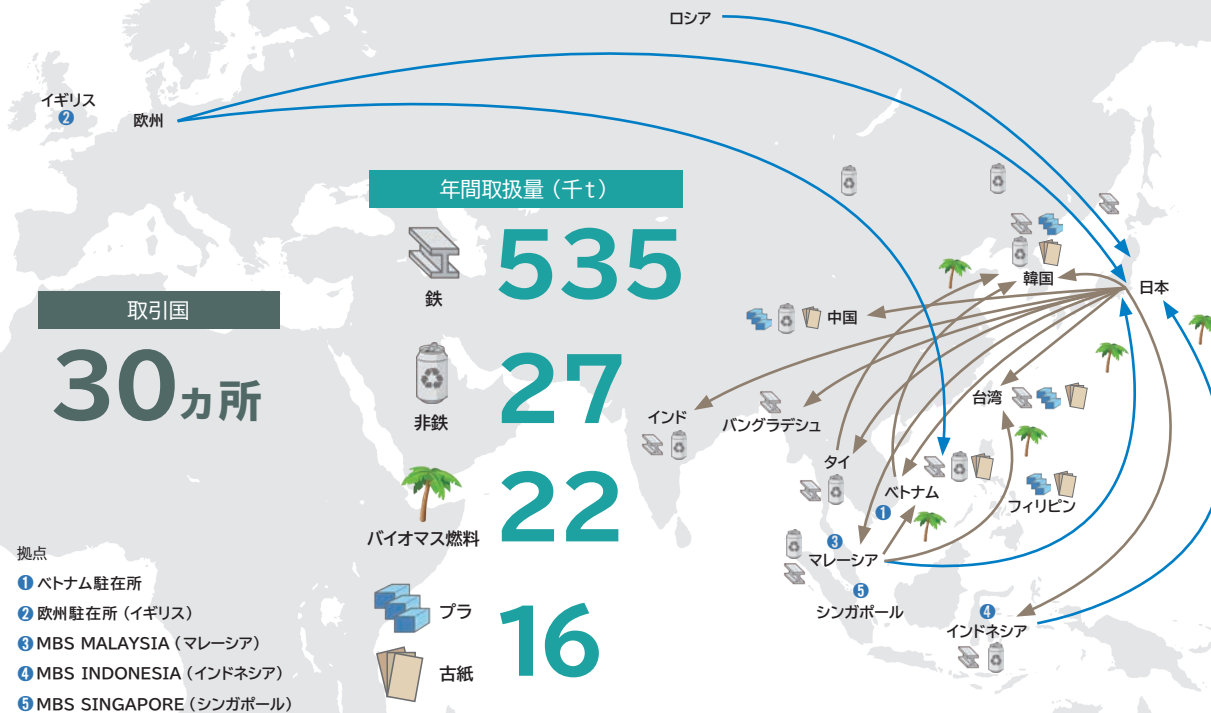 ロシア
イギリス
❷
欧州
年間取扱量（千t）
鉄
535
非鉄
27
バイオマス燃料
22
プラ
古紙
16
取引国
30ヵ所
韓国
日本
中国
台湾
インド
バングラデシュ
タイ
ベトナム
❶
フィリピン
❸
マレーシア
❺
シンガポール
❹
インドネシア
拠点
❶ベトナム駐在所
❷欧州駐在所（イギリス）
❸MBS MALAYSIA（マレーシア）
❹MBS INDONESIA（インドネシア）
❺MBS SINGAPORE（シンガポール）